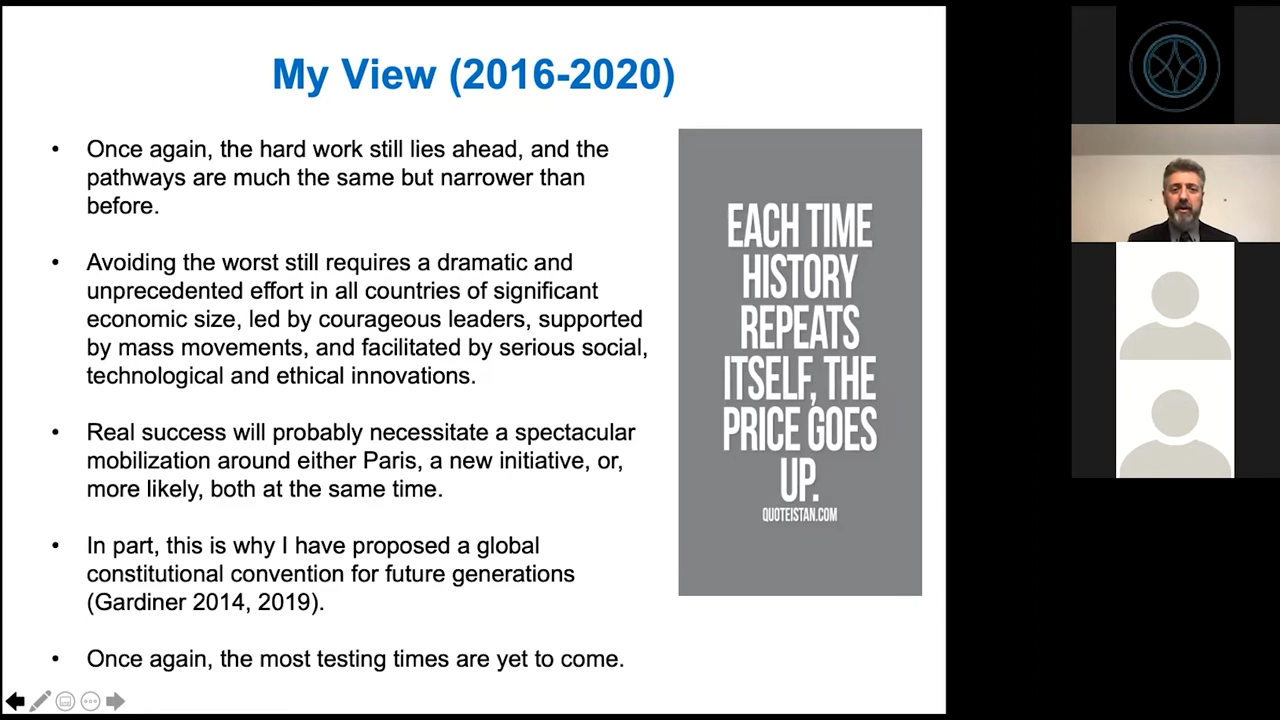 My View (2016-2020)
• Once again, the hard work still lies ahead, and the
pathways are much the same but narrower than
before.
• Avoiding the worst still requires a dramatic and
unprecedented effort in all countries of significant
economic size, led by courageous leaders, supported
by mass movements, and facilitated by serious social,
technological and ethical innovations.
• Real success will probably necessitate a spectacular
mobilization around either Paris, a new initiative, or,
more likely, both at the same time.
• In part, this is why I have proposed a global
constitutional convention for future generations
(Gardiner 2014, 2019).
• Once again, the most testing times are yet to come.
EACH TIME
HISTORY
REPEATS
ITSELF, THE
PRICE GOES
UP.
QUOTEISTAN.COM